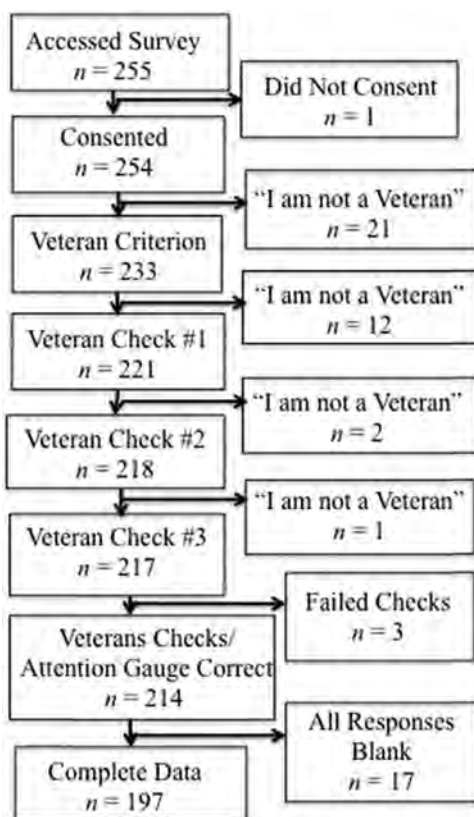 Accessed Survey
n = 255
Did Not Consent
n = 1
Consented
n = 254
“I am not a Veteran”
n = 21
Veteran Criterion
n = 233
“I am not a Veteran”
n = 12
Veteran Check #1
n = 221
“I am not a Veteran”
n = 2
Veteran Check #2
n = 218
“I am not a Veteran”
n = 1
Veteran Check #3
n = 217
Failed Checks
n = 3
Veterans Checks/
Attention Gauge Correct
n = 214
All Responses
Blank
n = 17
Complete Data
n = 197